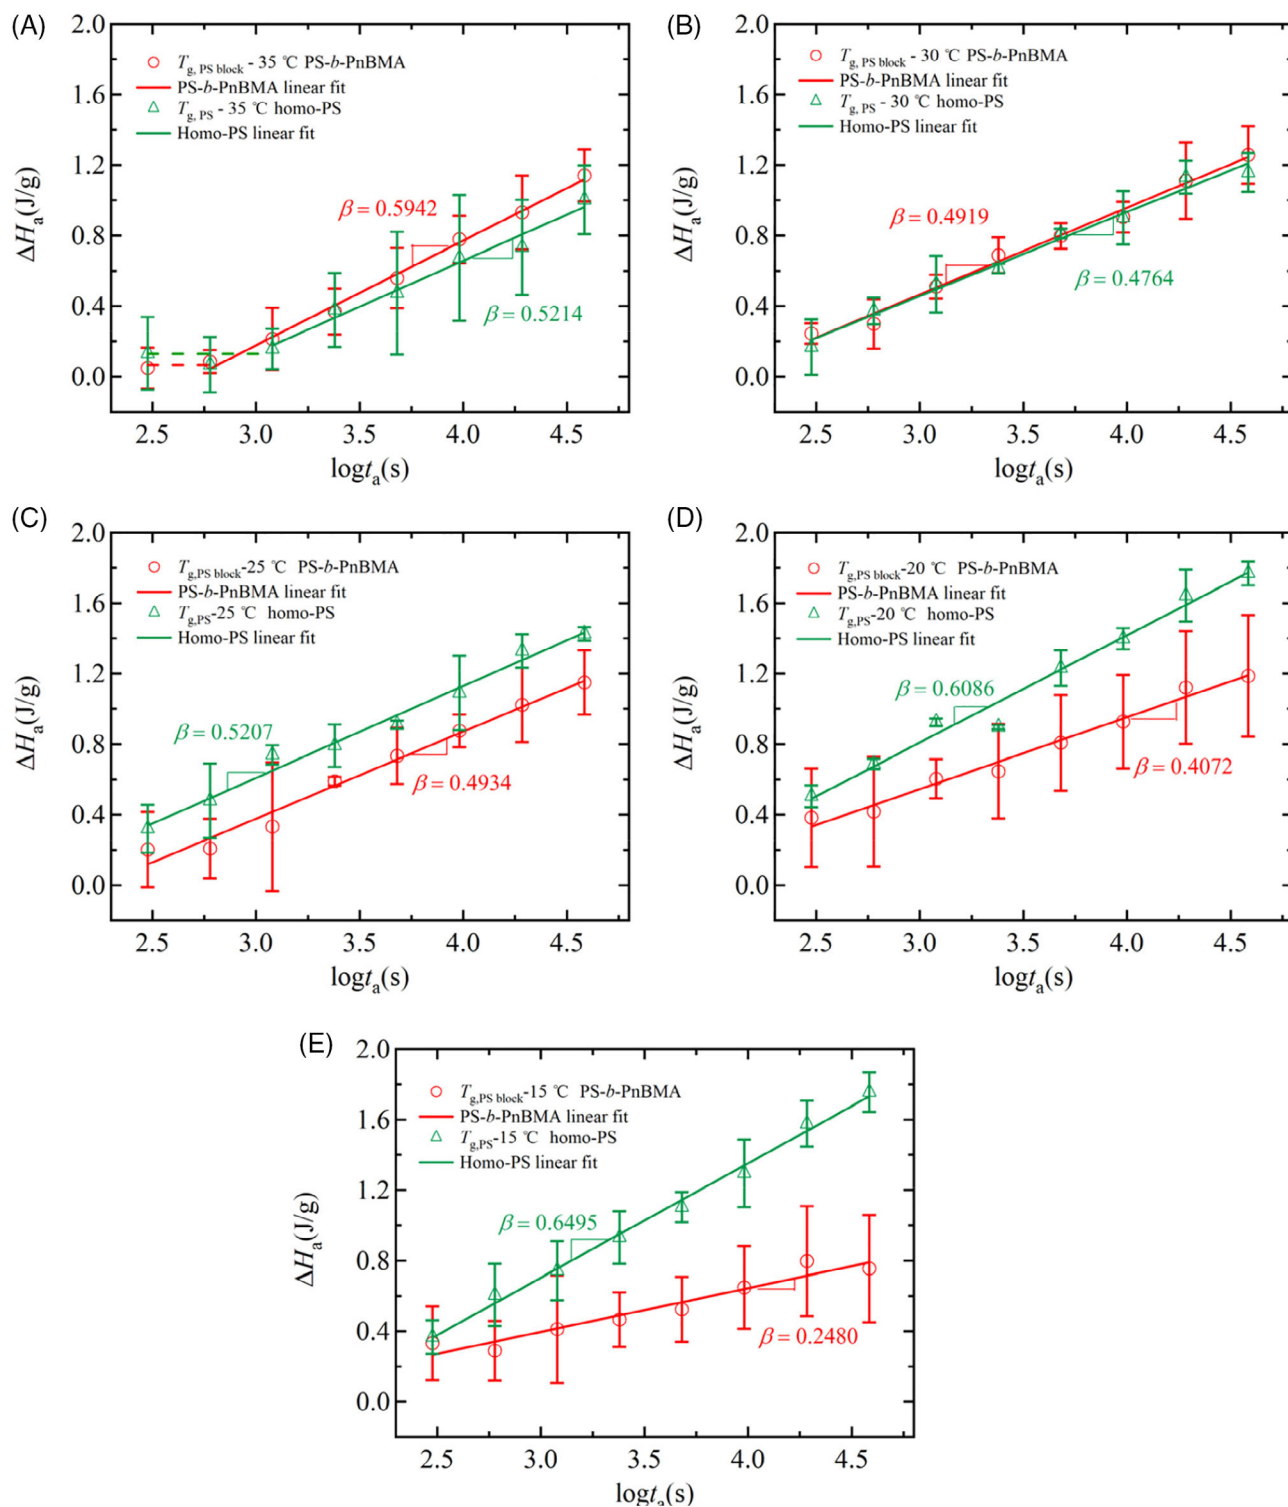 (A)
2.0
1.6
1.2
0.8
0.4
0.0
ΔHa(J/g)
Tg, PS block - 35 ℃ PS-b-PnBMA
PS-b-PnBMA linear fit
Tg, PS - 35 ℃ homo-PS
Homo-PS linear fit
β = 0.5942
β = 0.5214
2.5 3.0 3.5 4.0 4.5
logta(s)
(B)
2.0
1.6
1.2
0.8
0.4
0.0
ΔHa(J/g)
Tg, PS block - 30 ℃ PS-b-PnBMA
PS-b-PnBMA linear fit
Tg, PS - 30 ℃ homo-PS
Homo-PS linear fit
β = 0.4919
β = 0.4764
2.5 3.0 3.5 4.0 4.5
logta(s)
(C)
2.0
1.6
1.2
0.8
0.4
0.0
ΔHa(J/g)
Tg,PS block-25 ℃ PS-b-PnBMA
PS-b-PnBMA linear fit
Tg,PS-25 ℃ homo-PS
Homo-PS linear fit
β = 0.5207
β = 0.4934
2.5 3.0 3.5 4.0 4.5
logta(s)
(D)
2.0
1.6
1.2
0.8
0.4
0.0
ΔHa(J/g)
Tg,PS block-20 ℃ PS-b-PnBMA
PS-b-PnBMA linear fit
Tg,PS-20 ℃ homo-PS
Homo-PS linear fit
β = 0.6086
β = 0.4072
2.5 3.0 3.5 4.0 4.5
logta(s)
(E)
2.0
1.6
1.2
0.8
0.4
0.0
ΔHa(J/g)
Tg,PS block-15 ℃ PS-b-PnBMA
PS-b-PnBMA linear fit
Tg,PS-15 ℃ homo-PS
Homo-PS linear fit
β = 0.6495
β = 0.2480
2.5 3.0 3.5 4.0 4.5
logta(s)